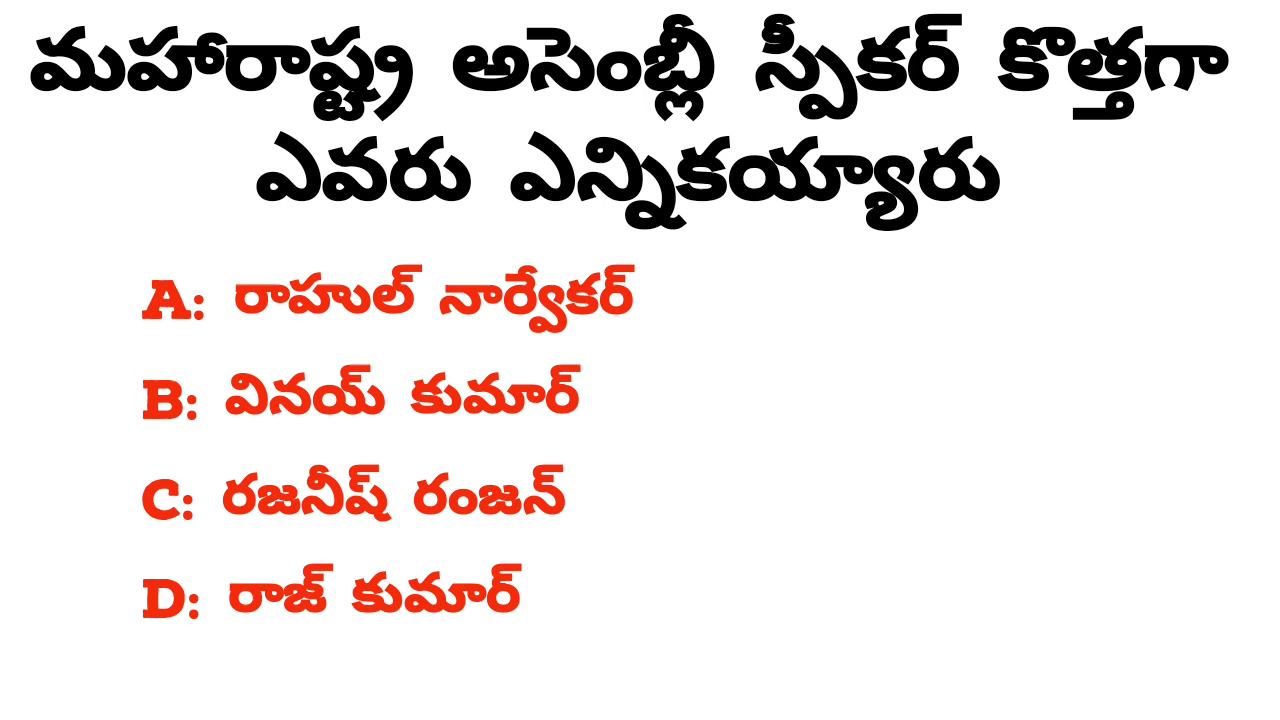 మహారాష్ట్ర అసెంబ్లీ స్పీకర్ కొత్తగా
ఎవరు ఎన్నికయ్యారు
A: రాహుల్ నార్వేకర్
B: వినయ్ కుమార్
C: రజనీష్ రంజన్
D: రాజ్ కుమార్